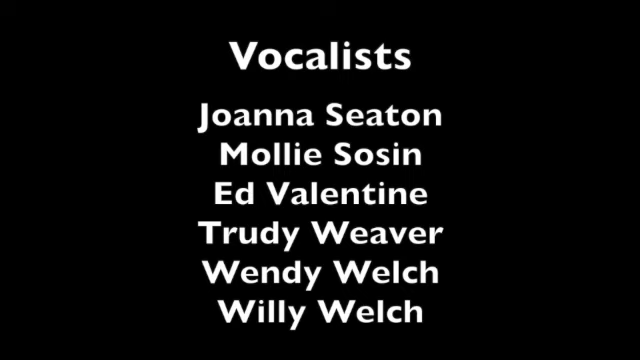 Vocalists
Joanna Seaton
Mollie Sosin
Ed Valentine
Trudy Weaver
Wendy Welch
Willy Welch